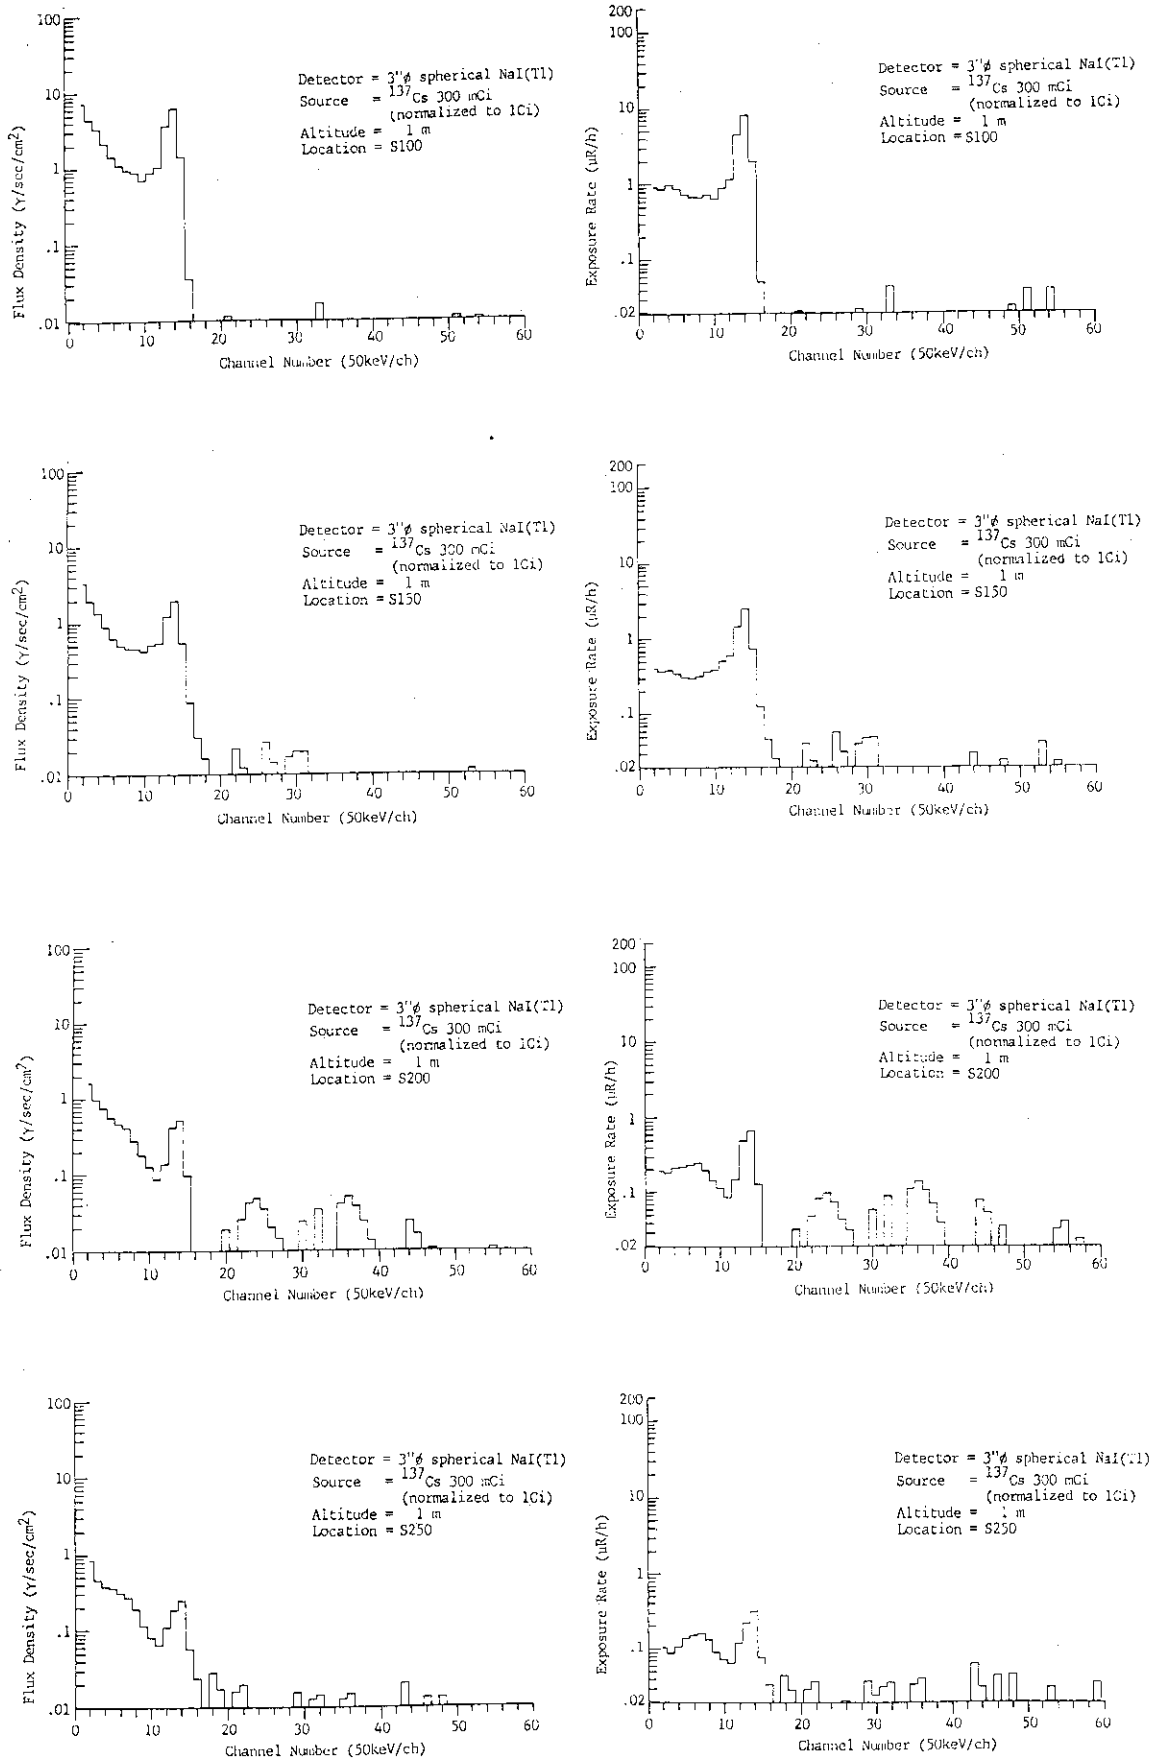 100
10
1
.1
.01
Flux Density (γ/sec/cm²)
Detector = 3"φ spherical NaI(Tl)
Source = ¹³⁷Cs 300 mCi
(normalized to 1Ci)
Altitude = 1 m
Location = S100
0 10 20 30 40 50 60
Channel Number (50keV/ch)
200
100
10
1
.1
.02
Exposure Rate (μR/h)
Detector = 3"φ spherical NaI(Tl)
Source = ¹³⁷Cs 300 mCi
(normalized to 1Ci)
Altitude = 1 m
Location = S100
0 10 20 30 40 50 60
Channel Number (50keV/ch)
100
10
1
.1
.01
Flux Density (γ/sec/cm²)
Detector = 3"φ spherical NaI(Tl)
Source = ¹³⁷Cs 300 mCi
(normalized to 1Ci)
Altitude = 1 m
Location = S150
0 10 20 30 40 50 60
Channel Number (50keV/ch)
200
100
10
1
.1
.02
Exposure Rate (μR/h)
Detector = 3"φ spherical NaI(Tl)
Source = ¹³⁷Cs 300 mCi
(normalized to 1Ci)
Altitude = 1 m
Location = S150
0 10 20 30 40 50 60
Channel Number (50keV/ch)
100
10
1
.1
.01
Flux Density (γ/sec/cm²)
Detector = 3"φ spherical NaI(Tl)
Source = ¹³⁷Cs 300 mCi
(normalized to 1Ci)
Altitude = 1 m
Location = S200
0 10 20 30 40 50 60
Channel Number (50keV/ch)
200
100
10
1
.1
.02
Exposure Rate (μR/h)
Detector = 3"φ spherical NaI(Tl)
Source = ¹³⁷Cs 300 mCi
(normalized to 1Ci)
Altitude = 1 m
Location = S200
0 10 20 30 40 50 60
Channel Number (50keV/ch)
100
10
1
.1
.01
Flux Density (γ/sec/cm²)
Detector = 3"φ spherical NaI(Tl)
Source = ¹³⁷Cs 300 mCi
(normalized to 1Ci)
Altitude = 1 m
Location = S250
0 10 20 30 40 50 60
Channel Number (50keV/ch)
200
100
10
1
.1
.02
Exposure Rate (μR/h)
Detector = 3"φ spherical NaI(Tl)
Source = ¹³⁷Cs 300 mCi
(normalized to 1Ci)
Altitude = 1 m
Location = S250
0 10 20 30 40 50 60
Channel Number (50keV/ch)